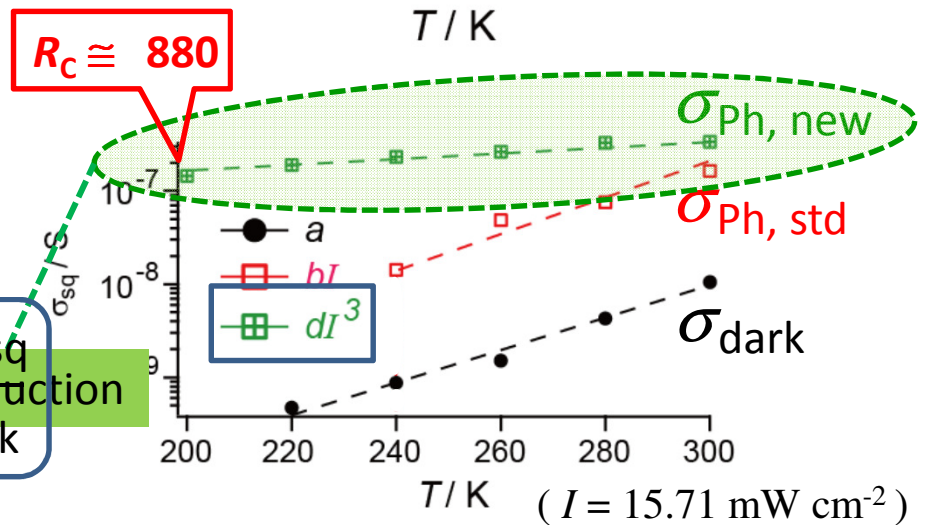 T / K
R_C ≅ 880
σ_Ph, new
10^-7
a
σ_Ph, std
σ_sq / S
bI
10^-8
dI^3
σ_dark
sq
uction
9
k
200 220 240 260 280 300
T / K
( I = 15.71 mW cm^-2 )